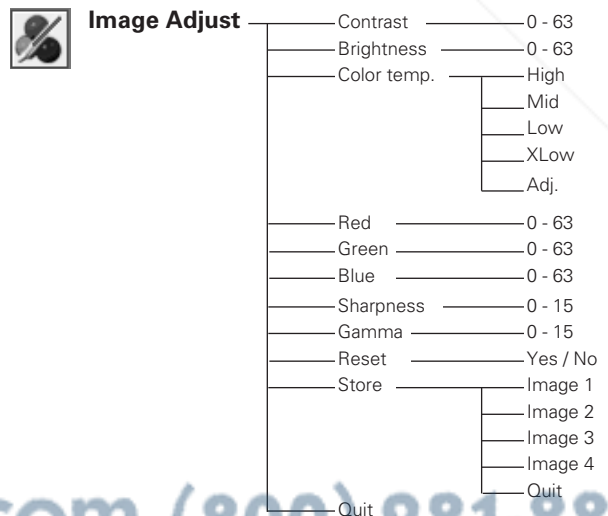 Image Adjust Contrast 0 - 63
Brightness 0 - 63
Color temp. High
Mid
Low
XLow
Adj.
Red 0 - 63
Green 0 - 63
Blue 0 - 63
Sharpness 0 - 15
Gamma 0 - 15
Reset Yes / No
Store Image 1
Image 2
Image 3
Image 4
Quit
Quit